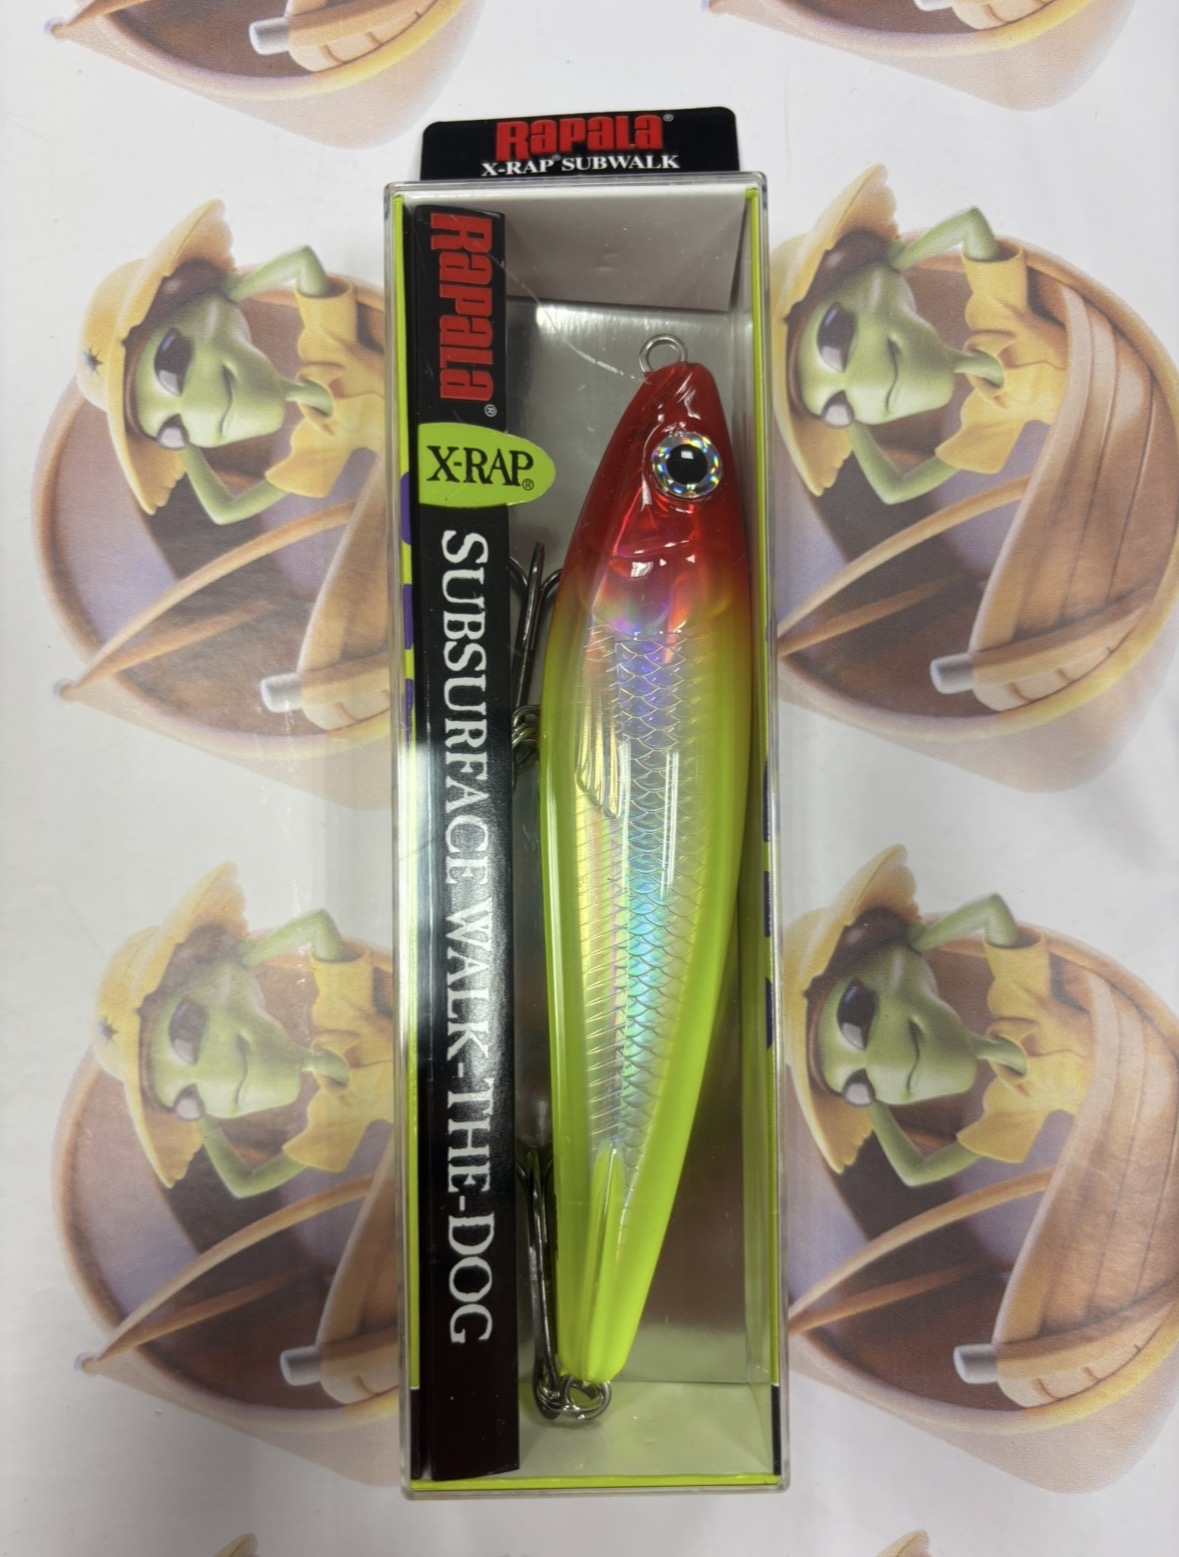 RAPALA®
X-RAP® SUBWALK
RAPALA®
X-RAP®
SUBSURFACE WALK-THE-DOG